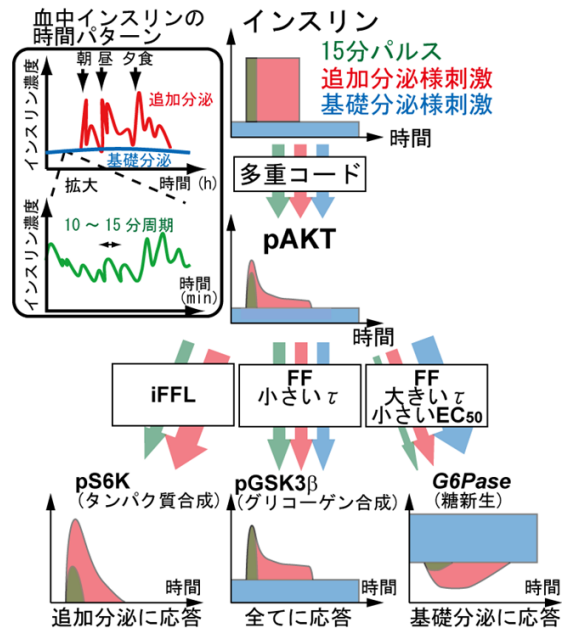 血中インスリンの
時間パターン
朝 昼 夕食
インスリン濃度
追加分泌
基礎分泌
時間 (h)
拡大
インスリン濃度
10 ～ 15 分周期
時間
(min)
インスリン
15分パルス
追加分泌様刺激
基礎分泌様刺激
時間
多重コード
pAKT
時間
iFFL
FF
小さい τ
FF
大きい τ
小さいEC50
pS6K
(タンパク質合成)
時間
追加分泌に応答
pGSK3β
(グリコーゲン合成)
時間
全てに応答
G6Pase
(糖新生)
時間
基礎分泌に応答